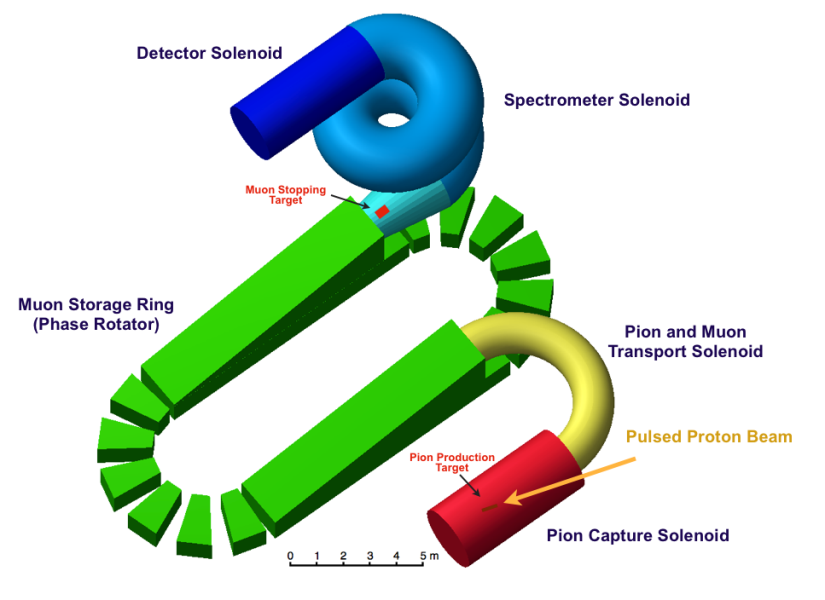 Detector Solenoid
Spectrometer Solenoid
Muon Stopping
Target
Muon Storage Ring
(Phase Rotator)
Pion and Muon
Transport Solenoid
Pulsed Proton Beam
Pion Production
Target
Pion Capture Solenoid
0 1 2 3 4 5 m